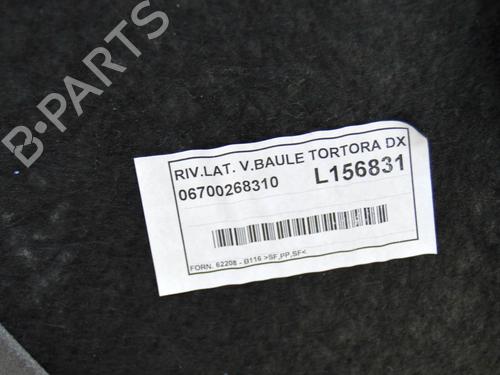 B-PARTS
RIV.LAT. V.BAULE TORTORA DX
06700268310 L156831
FORN. 62208 - B116 >SF,PP,SF<